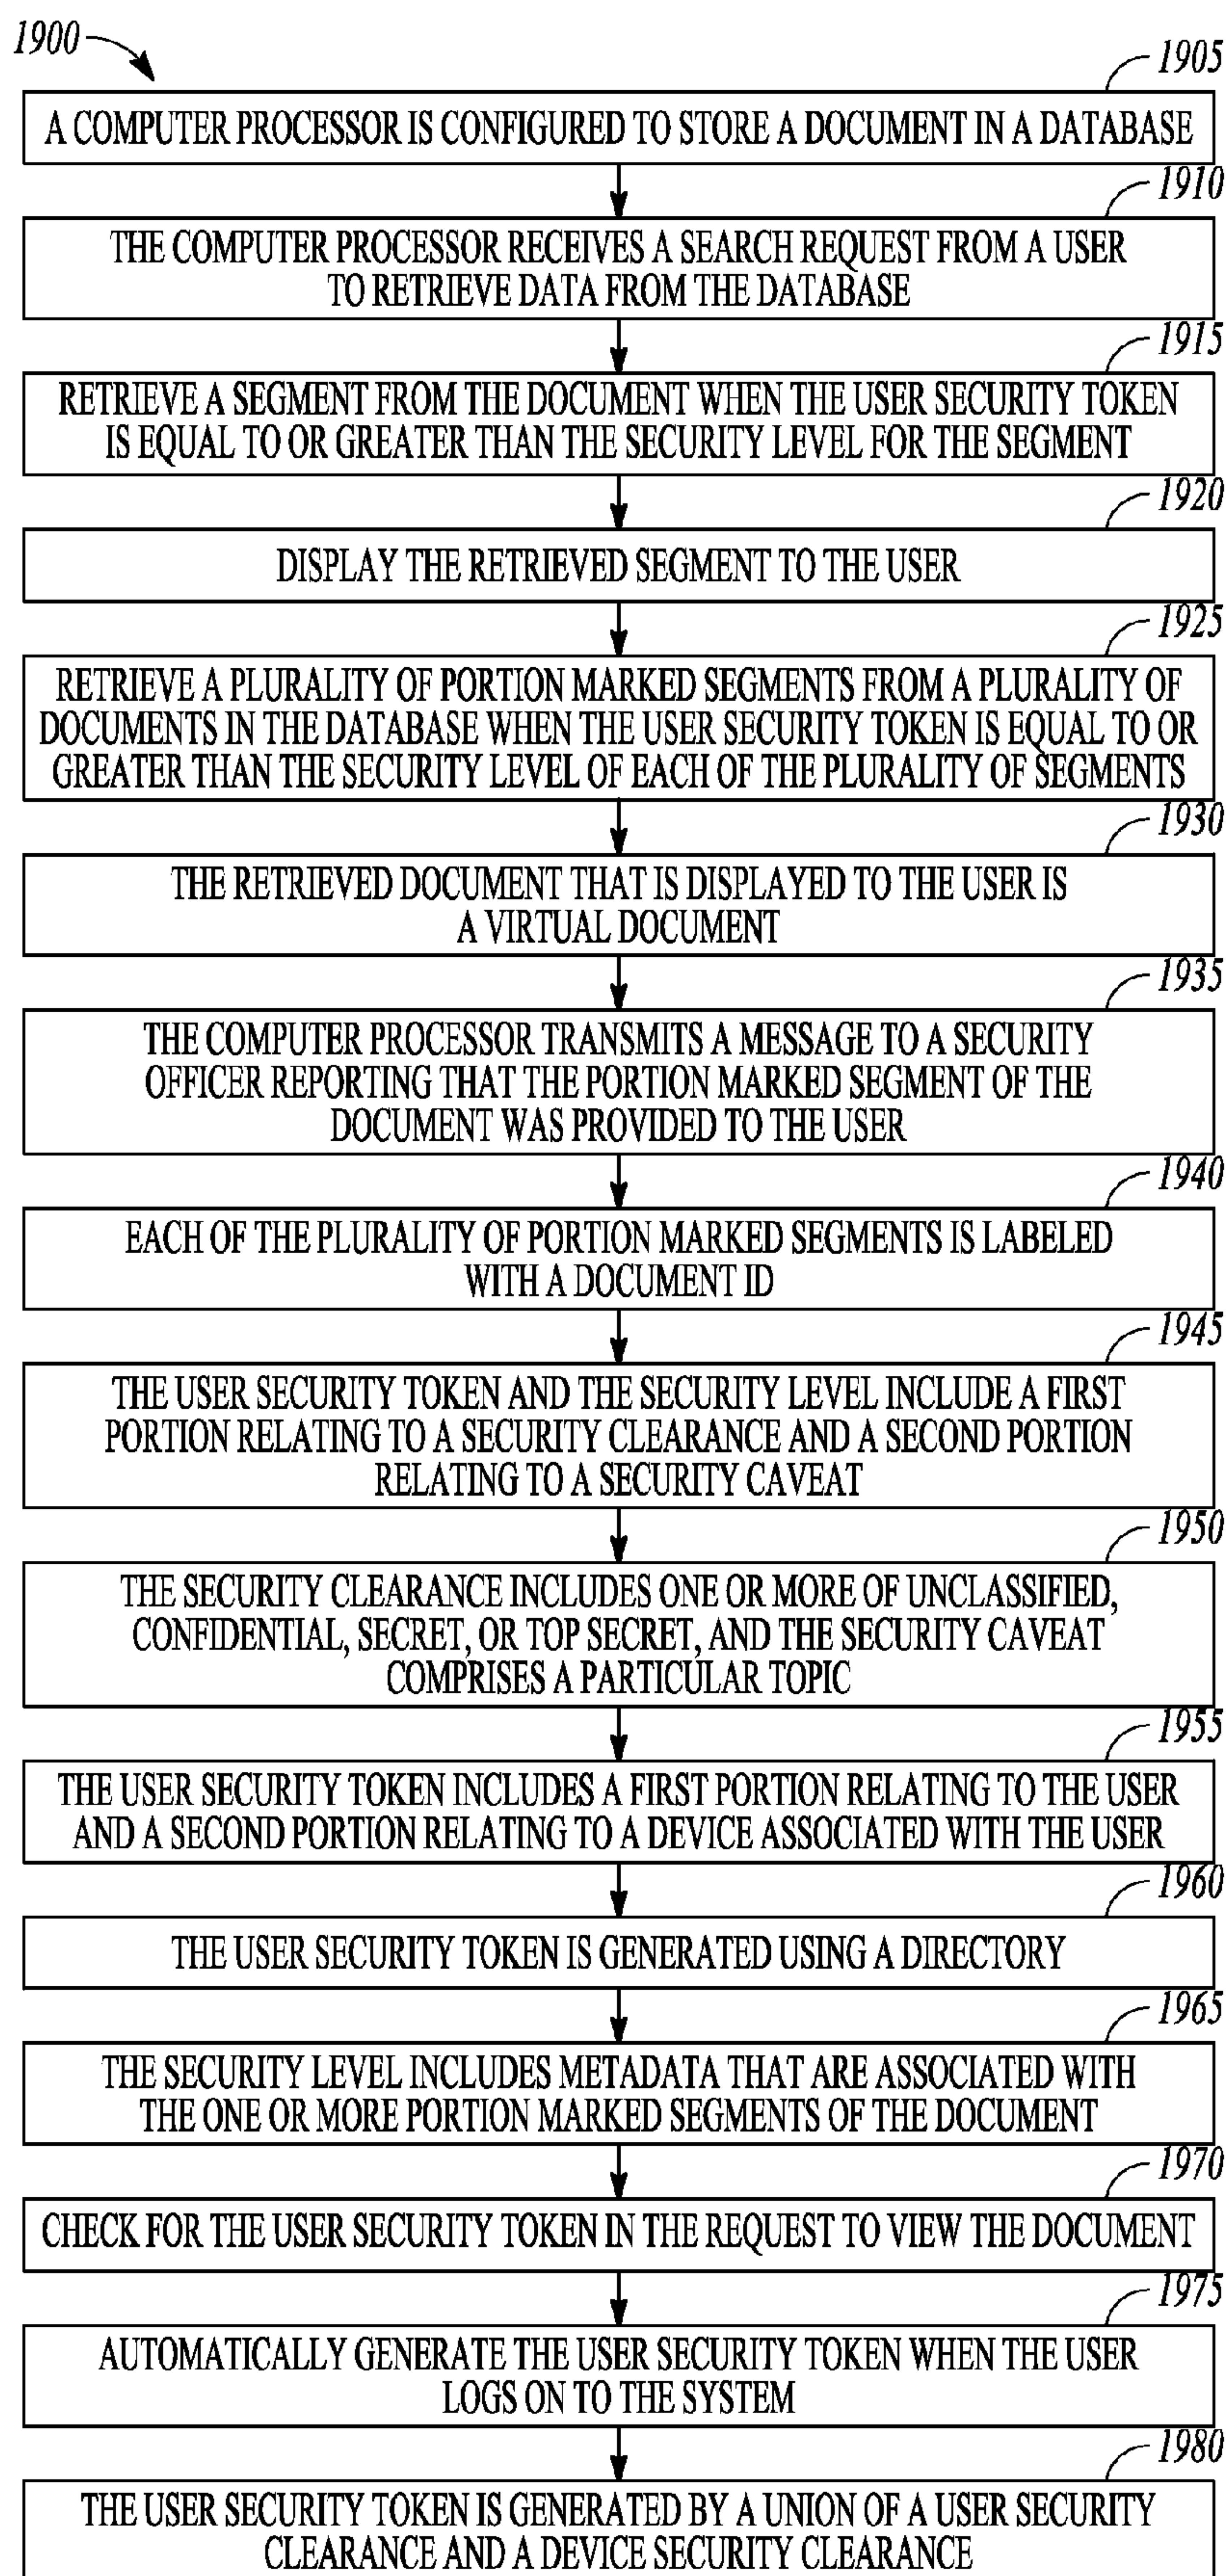 1900
1905
A COMPUTER PROCESSOR IS CONFIGURED TO STORE A DOCUMENT IN A DATABASE
1910
THE COMPUTER PROCESSOR RECEIVES A SEARCH REQUEST FROM A USER
TO RETRIEVE DATA FROM THE DATABASE
1915
RETRIEVE A SEGMENT FROM THE DOCUMENT WHEN THE USER SECURITY TOKEN
IS EQUAL TO OR GREATER THAN THE SECURITY LEVEL FOR THE SEGMENT
1920
DISPLAY THE RETRIEVED SEGMENT TO THE USER
1925
RETRIEVE A PLURALITY OF PORTION MARKED SEGMENTS FROM A PLURALITY OF
DOCUMENTS IN THE DATABASE WHEN THE USER SECURITY TOKEN IS EQUAL TO OR
GREATER THAN THE SECURITY LEVEL OF EACH OF THE PLURALITY OF SEGMENTS
1930
THE RETRIEVED DOCUMENT THAT IS DISPLAYED TO THE USER IS
A VIRTUAL DOCUMENT
1935
THE COMPUTER PROCESSOR TRANSMITS A MESSAGE TO A SECURITY
OFFICER REPORTING THAT THE PORTION MARKED SEGMENT OF THE
DOCUMENT WAS PROVIDED TO THE USER
1940
EACH OF THE PLURALITY OF PORTION MARKED SEGMENTS IS LABELED
WITH A DOCUMENT ID
1945
THE USER SECURITY TOKEN AND THE SECURITY LEVEL INCLUDE A FIRST
PORTION RELATING TO A SECURITY CLEARANCE AND A SECOND PORTION
RELATING TO A SECURITY CAVEAT
1950
THE SECURITY CLEARANCE INCLUDES ONE OR MORE OF UNCLASSIFIED,
CONFIDENTIAL, SECRET, OR TOP SECRET, AND THE SECURITY CAVEAT
COMPRISES A PARTICULAR TOPIC
1955
THE USER SECURITY TOKEN INCLUDES A FIRST PORTION RELATING TO THE USER
AND A SECOND PORTION RELATING TO A DEVICE ASSOCIATED WITH THE USER
1960
THE USER SECURITY TOKEN IS GENERATED USING A DIRECTORY
1965
THE SECURITY LEVEL INCLUDES METADATA THAT ARE ASSOCIATED WITH
THE ONE OR MORE PORTION MARKED SEGMENTS OF THE DOCUMENT
1970
CHECK FOR THE USER SECURITY TOKEN IN THE REQUEST TO VIEW THE DOCUMENT
1975
AUTOMATICALLY GENERATE THE USER SECURITY TOKEN WHEN THE USER
LOGS ON TO THE SYSTEM
1980
THE USER SECURITY TOKEN IS GENERATED BY A UNION OF A USER SECURITY
CLEARANCE AND A DEVICE SECURITY CLEARANCE